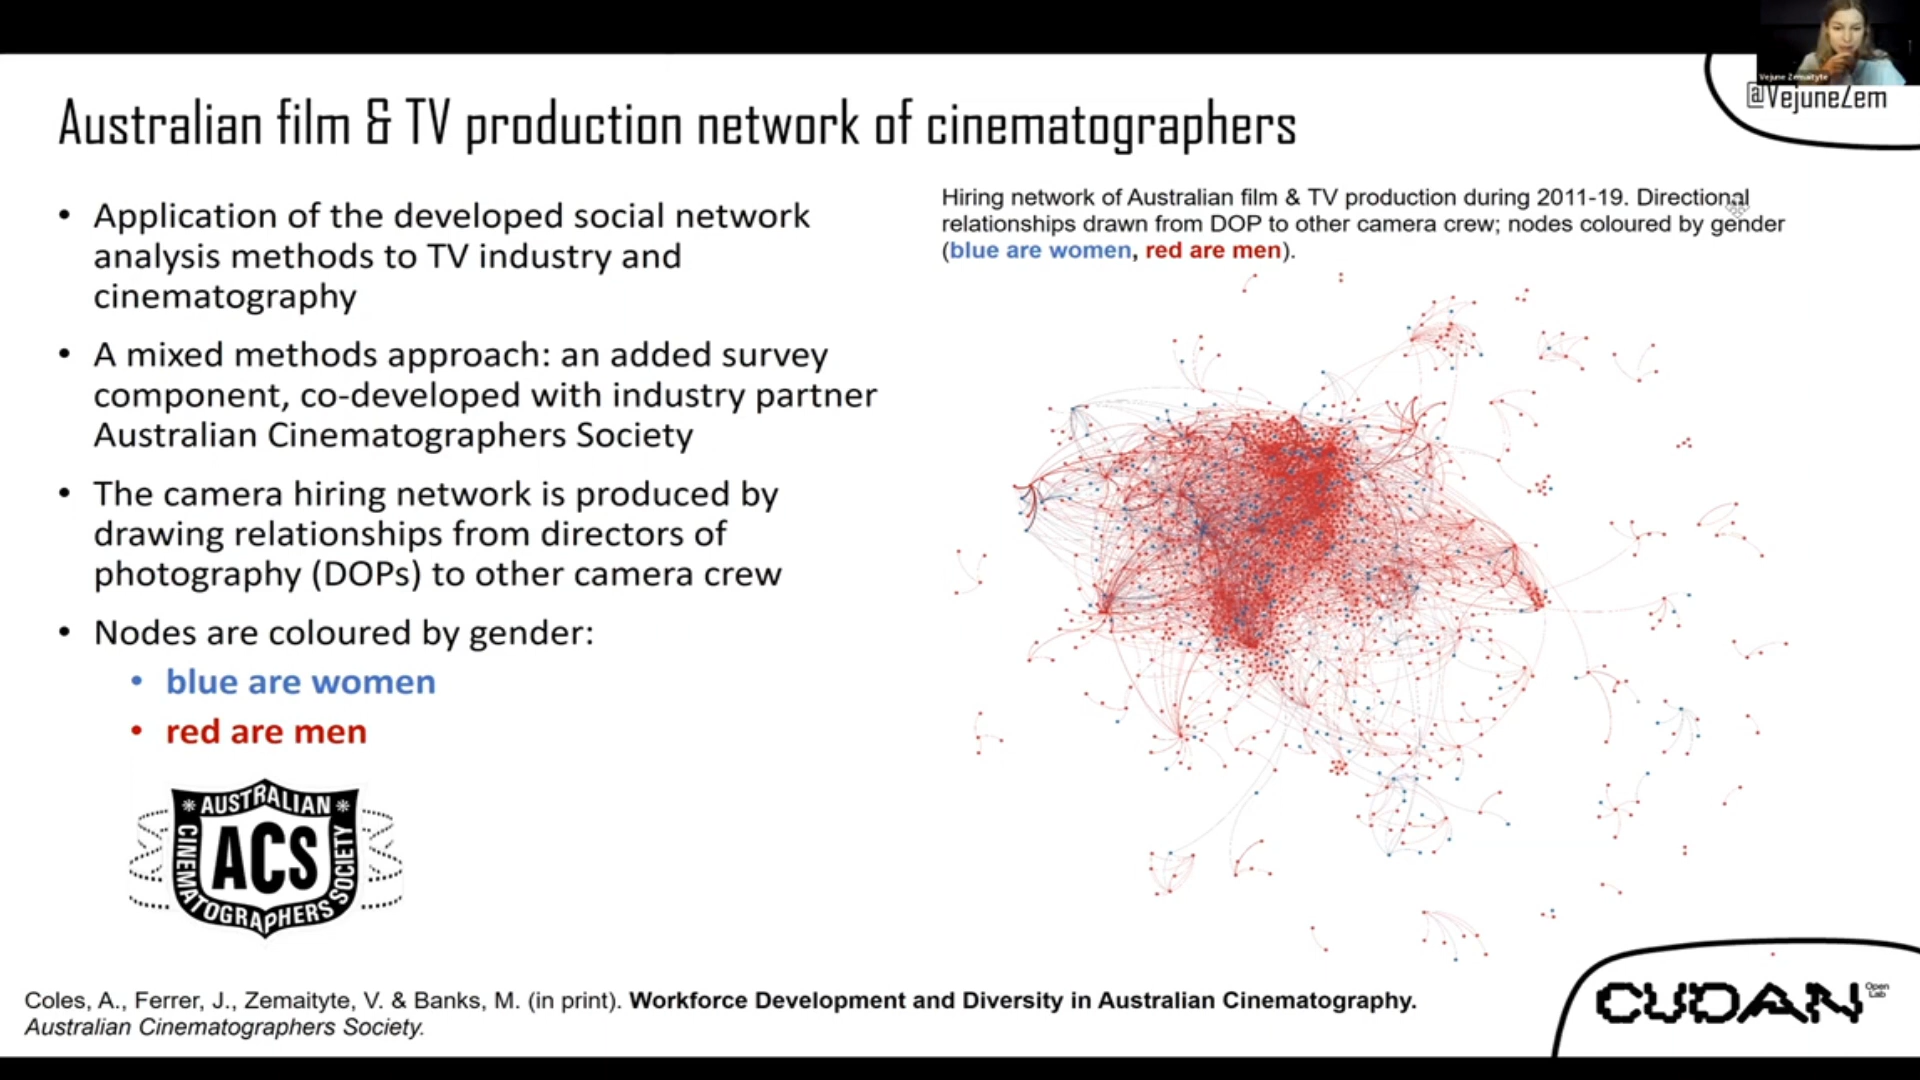 Vejune Zemaityte
@VejuneZem
Australian film & TV production network of cinematographers
• Application of the developed social network
analysis methods to TV industry and
cinematography
• A mixed methods approach: an added survey
component, co-developed with industry partner
Australian Cinematographers Society
• The camera hiring network is produced by
drawing relationships from directors of
photography (DOPs) to other camera crew
• Nodes are coloured by gender:
• blue are women
• red are men
AUSTRALIAN
CINEMATOGRAPHERS SOCIETY
ACS
Hiring network of Australian film & TV production during 2011-19. Directional
relationships drawn from DOP to other camera crew; nodes coloured by gender
(blue are women, red are men).
Coles, A., Ferrer, J., Zemaityte, V. & Banks, M. (in print). Workforce Development and Diversity in Australian Cinematography.
Australian Cinematographers Society.
CUDAN
Open
Lab